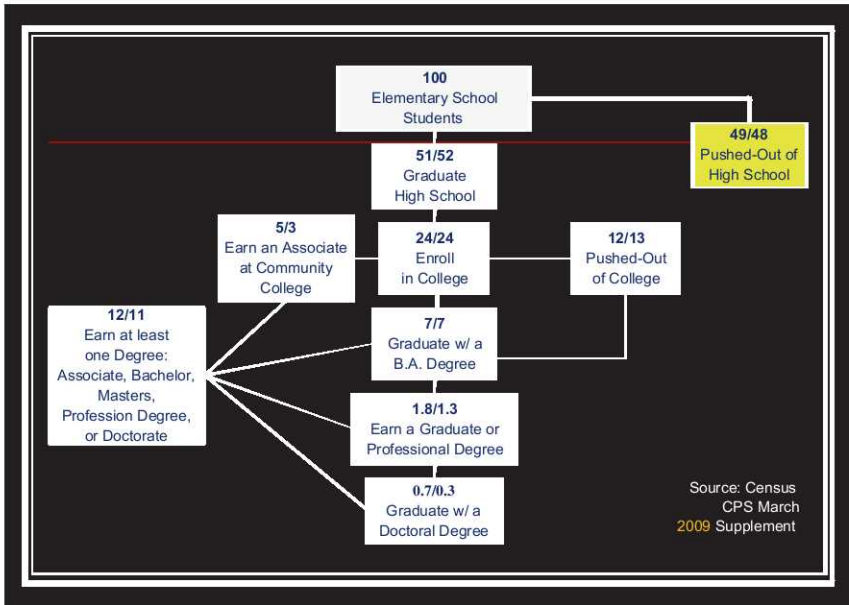 100
Elementary School
Students
49/48
Pushed-Out of
High School
51/52
Graduate
High School
5/3
Earn an Associate
at Community
College
24/24
Enroll
in College
12/13
Pushed-Out
of College
12/11
Earn at least
one Degree:
Associate, Bachelor,
Masters,
Profession Degree,
or Doctorate
7/7
Graduate w/ a
B.A. Degree
1.8/1.3
Earn a Graduate or
Professional Degree
0.7/0.3
Graduate w/ a
Doctoral Degree
Source: Census
CPS March
2009 Supplement